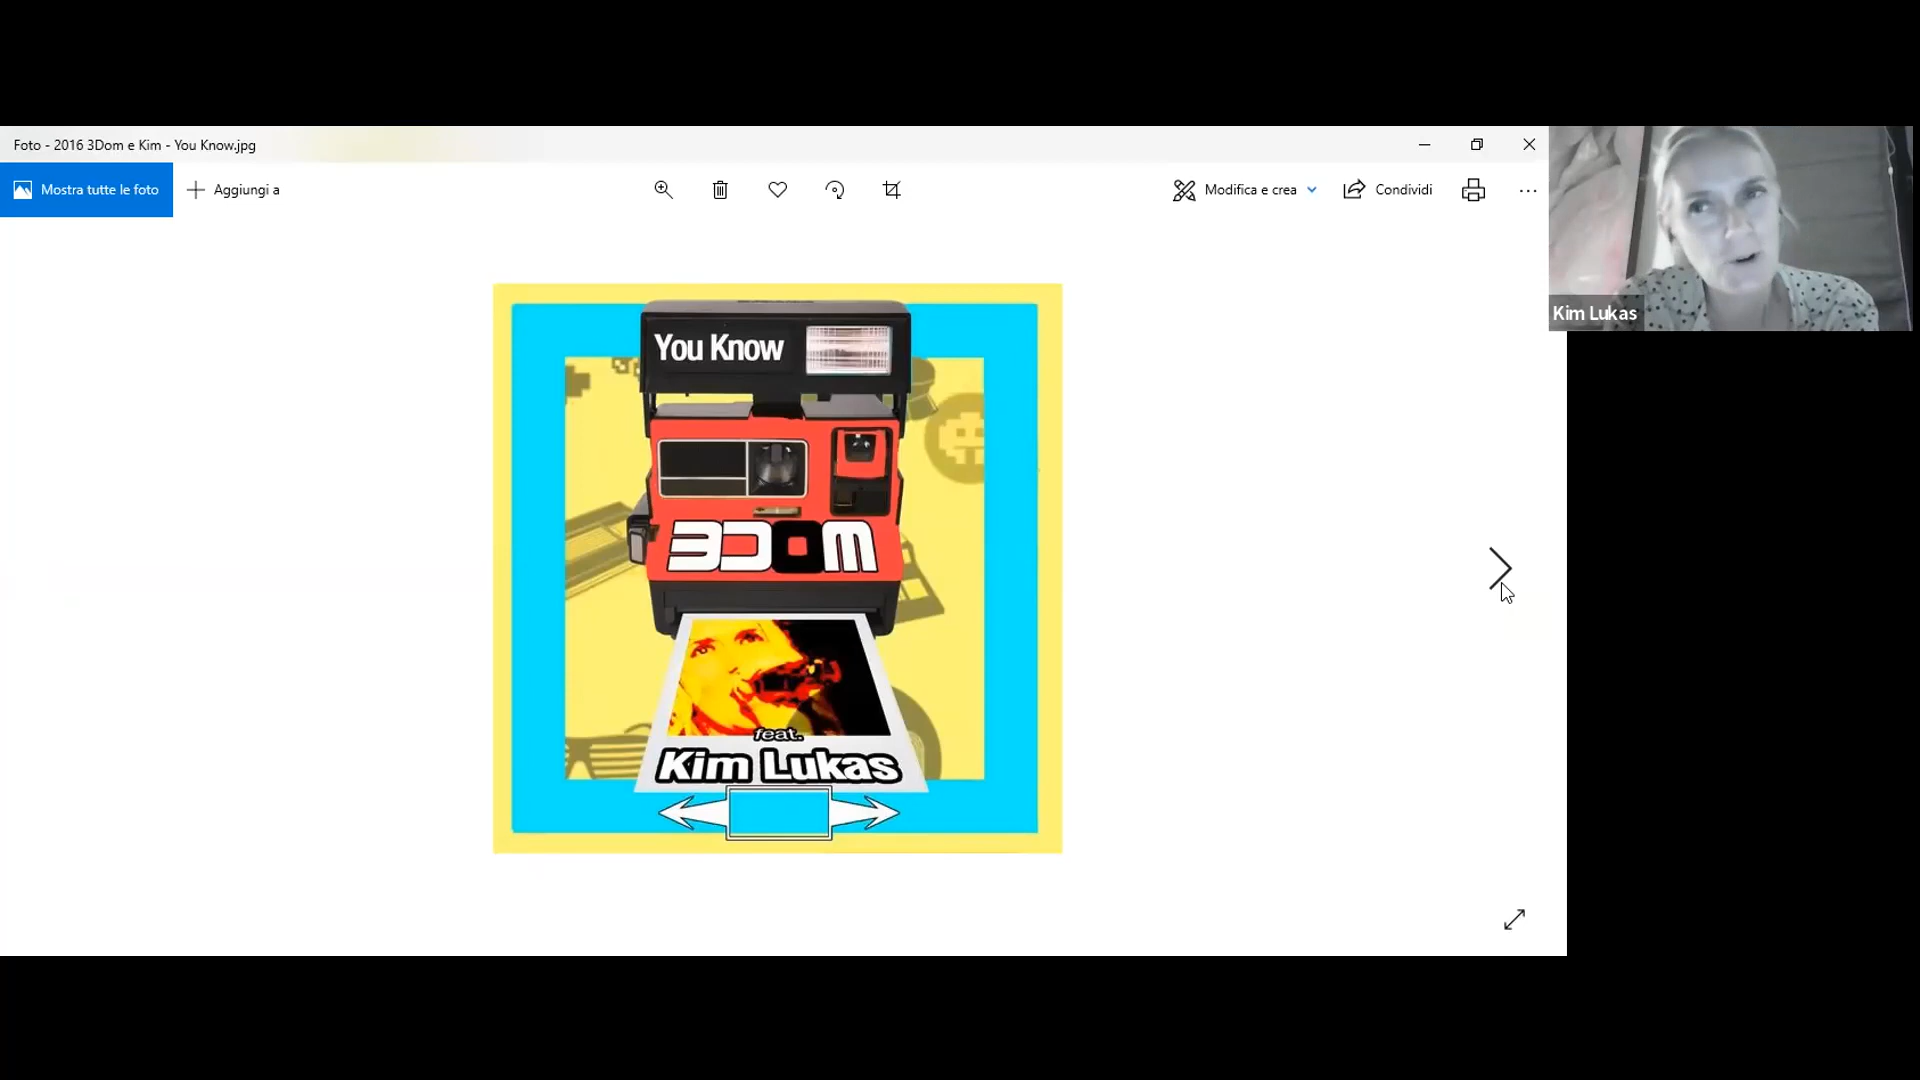 Foto - 2016 3Dom e Kim - You Know.jpg
Mostra tutte le foto
Aggiungi a
Modifica e crea
Condividi
Kim Lukas
You Know
3DOM
feat.
Kim Lukas